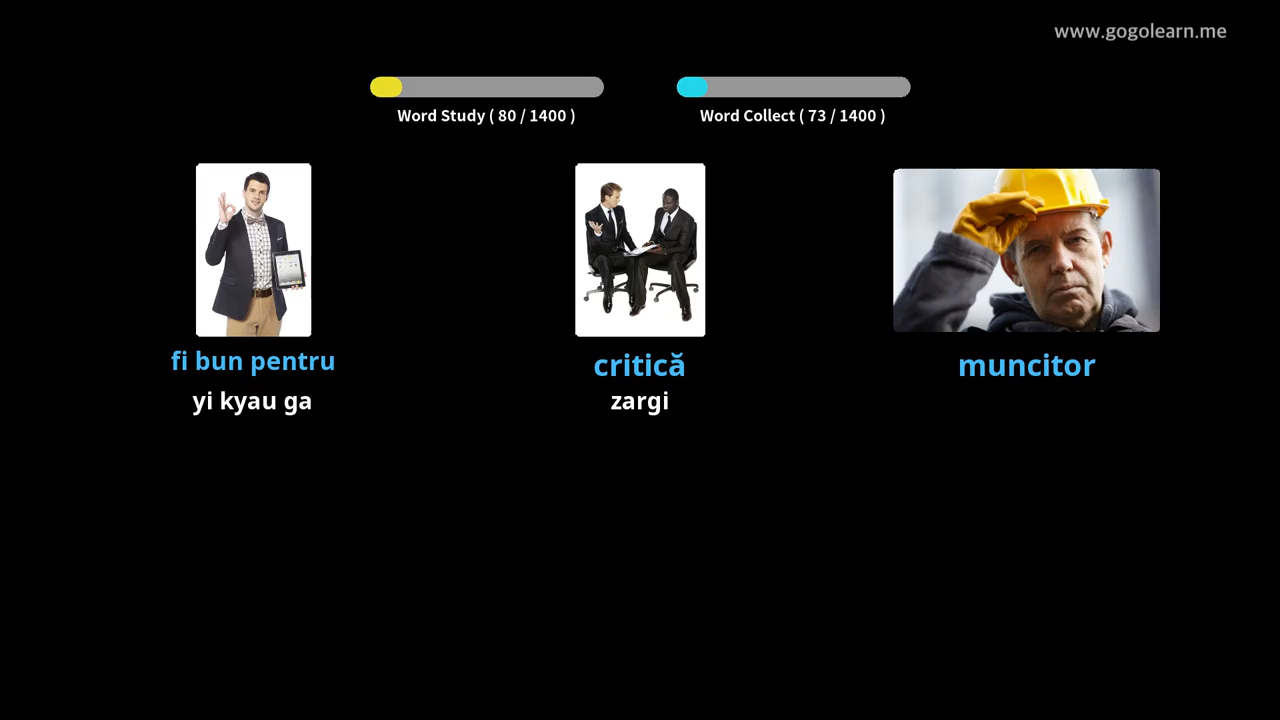 www.gogolearn.me
Word Study ( 80 / 1400 )
Word Collect ( 73 / 1400 )
fi bun pentru
yi kyau ga
critică
zargi
muncitor